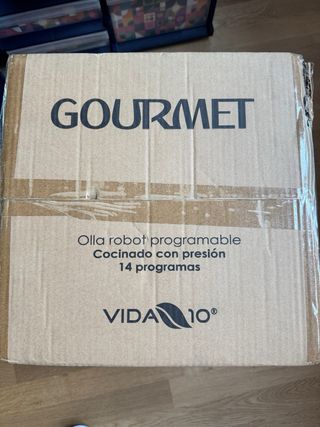 GOURMET
Olla robot programable
Cocinado con presión
14 programas
VIDA 10®